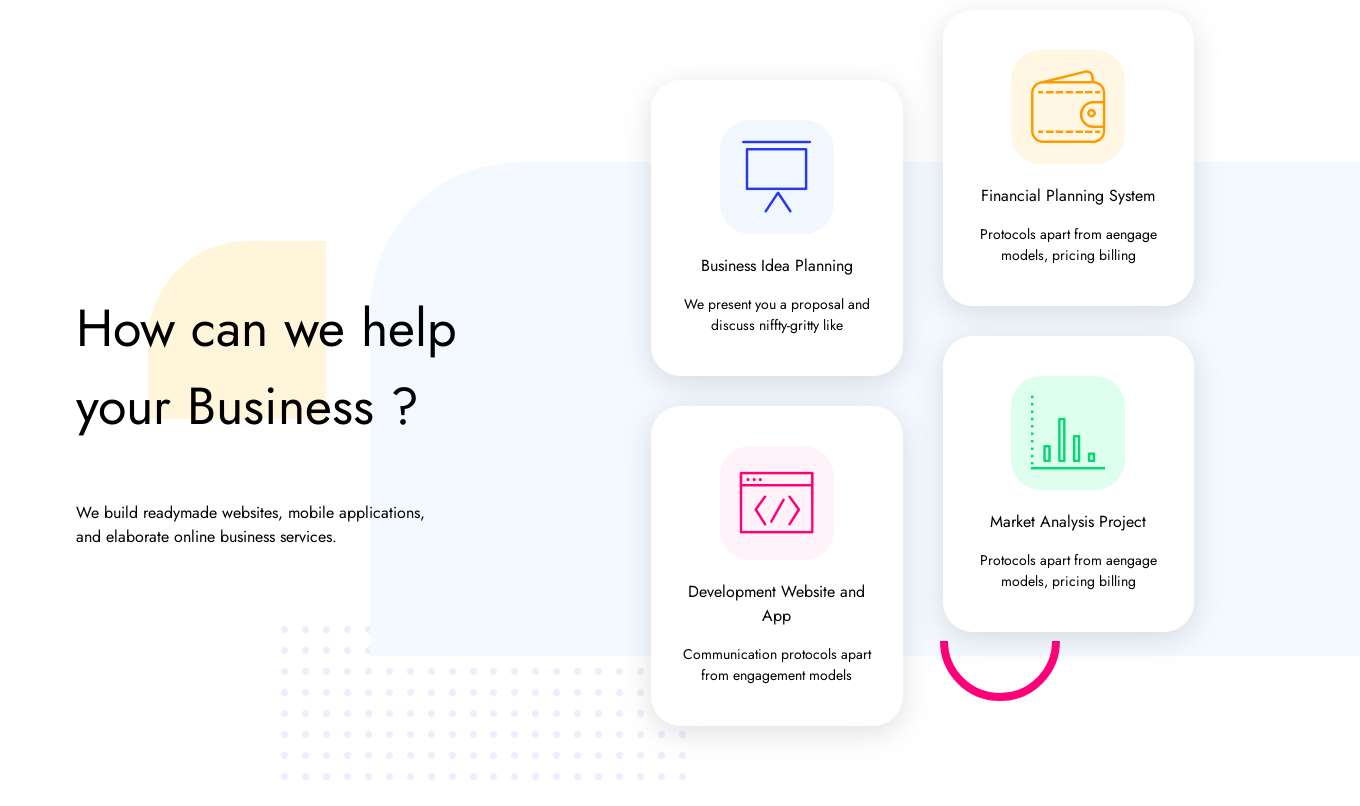 How can we help
your Business ?
We build readymade websites, mobile applications,
and elaborate online business services.
Business Idea Planning
We present you a proposal and
discuss niffty-gritty like
Development Website and
App
Communication protocols apart
from engagement models
Financial Planning System
Protocols apart from aengage
models, pricing billing
Market Analysis Project
Protocols apart from aengage
models, pricing billing